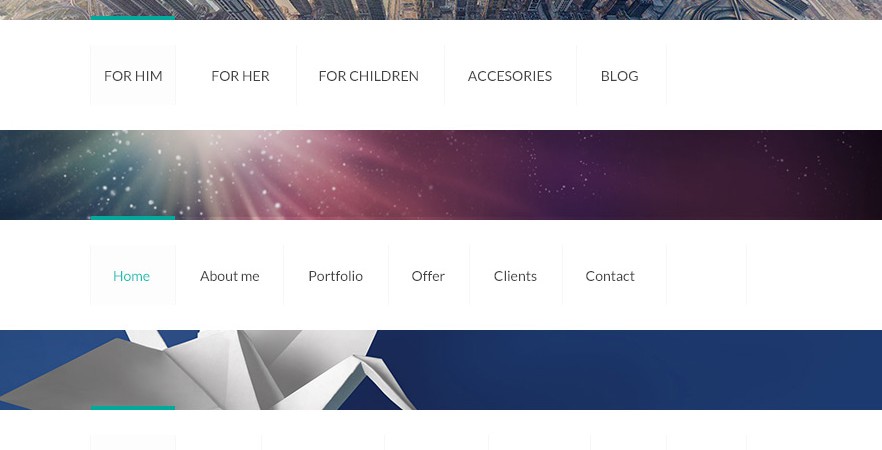 FOR HIM FOR HER FOR CHILDREN ACCESORIES BLOG
Home About me Portfolio Offer Clients Contact